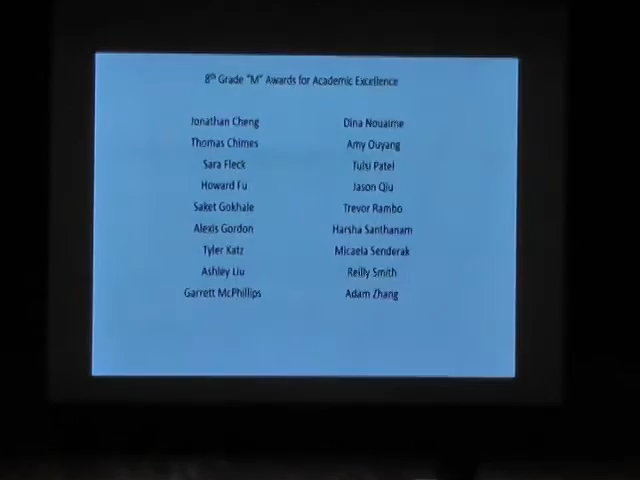 8th Grade "M" Awards for Academic Excellence
Jonathan Cheng
Thomas Chimes
Sara Fleck
Howard Fu
Saket Gokhale
Alexis Gordon
Tyler Katz
Ashley Liu
Garrett McPhillips
Dina Nouaime
Amy Ouyang
Tulsi Patel
Jason Qiu
Trevor Rambo
Harsha Santhanam
Micaela Senderak
Reilly Smith
Adam Zhang